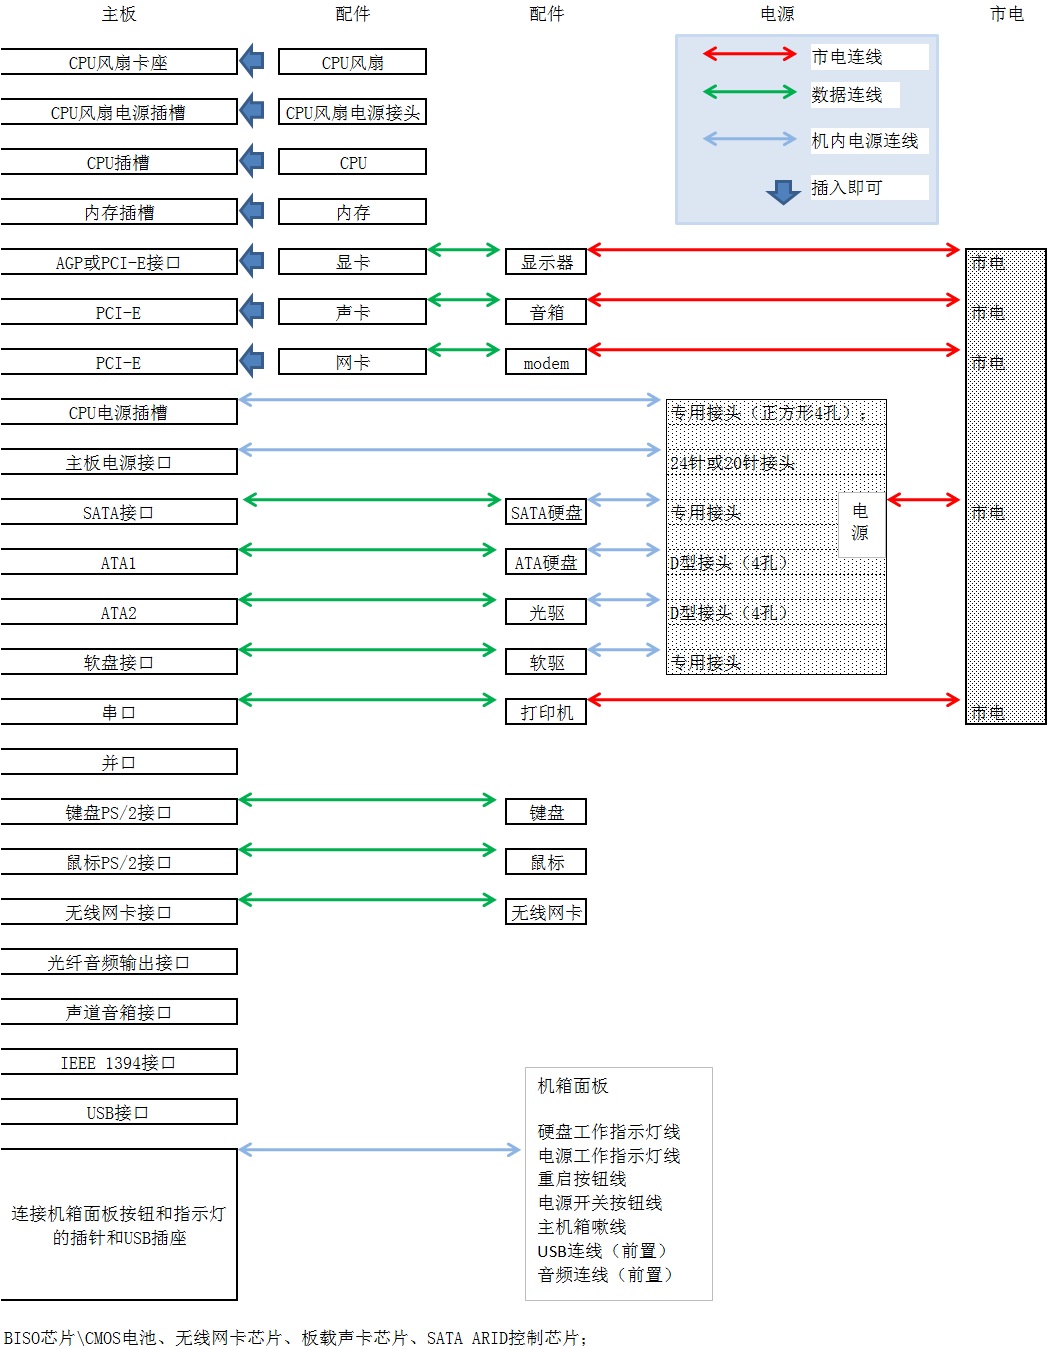 主板 配件 配件 电源 市电
CPU风扇卡座 CPU风扇
市电连线
数据连线
CPU风扇电源插槽 CPU风扇电源接头
机内电源连线
CPU插槽 CPU
插入即可
内存插槽 内存
AGP或PCI-E接口 显卡 显示器 市电
PCI-E 声卡 音箱 市电
PCI-E 网卡 modem 市电
CPU电源插槽 专用接头（正方形4孔）；
主板电源接口 24针或20针接头
SATA接口 SATA硬盘 专用接头 电源 市电
ATA1 ATA硬盘 D型接头（4孔）
ATA2 光驱 D型接头（4孔）
软盘接口 软驱 专用接头
串口 打印机 市电
并口
键盘PS/2接口 键盘
鼠标PS/2接口 鼠标
无线网卡接口 无线网卡
光纤音频输出接口
声道音箱接口
IEEE 1394接口
USB接口
连接机箱面板按钮和指示灯
的插针和USB插座
机箱面板
硬盘工作指示灯线
电源工作指示灯线
重启按钮线
电源开关按钮线
主机箱嗽线
USB连线（前置）
音频连线（前置）
BISO芯片\CMOS电池、无线网卡芯片、板载声卡芯片、SATA ARID控制芯片；